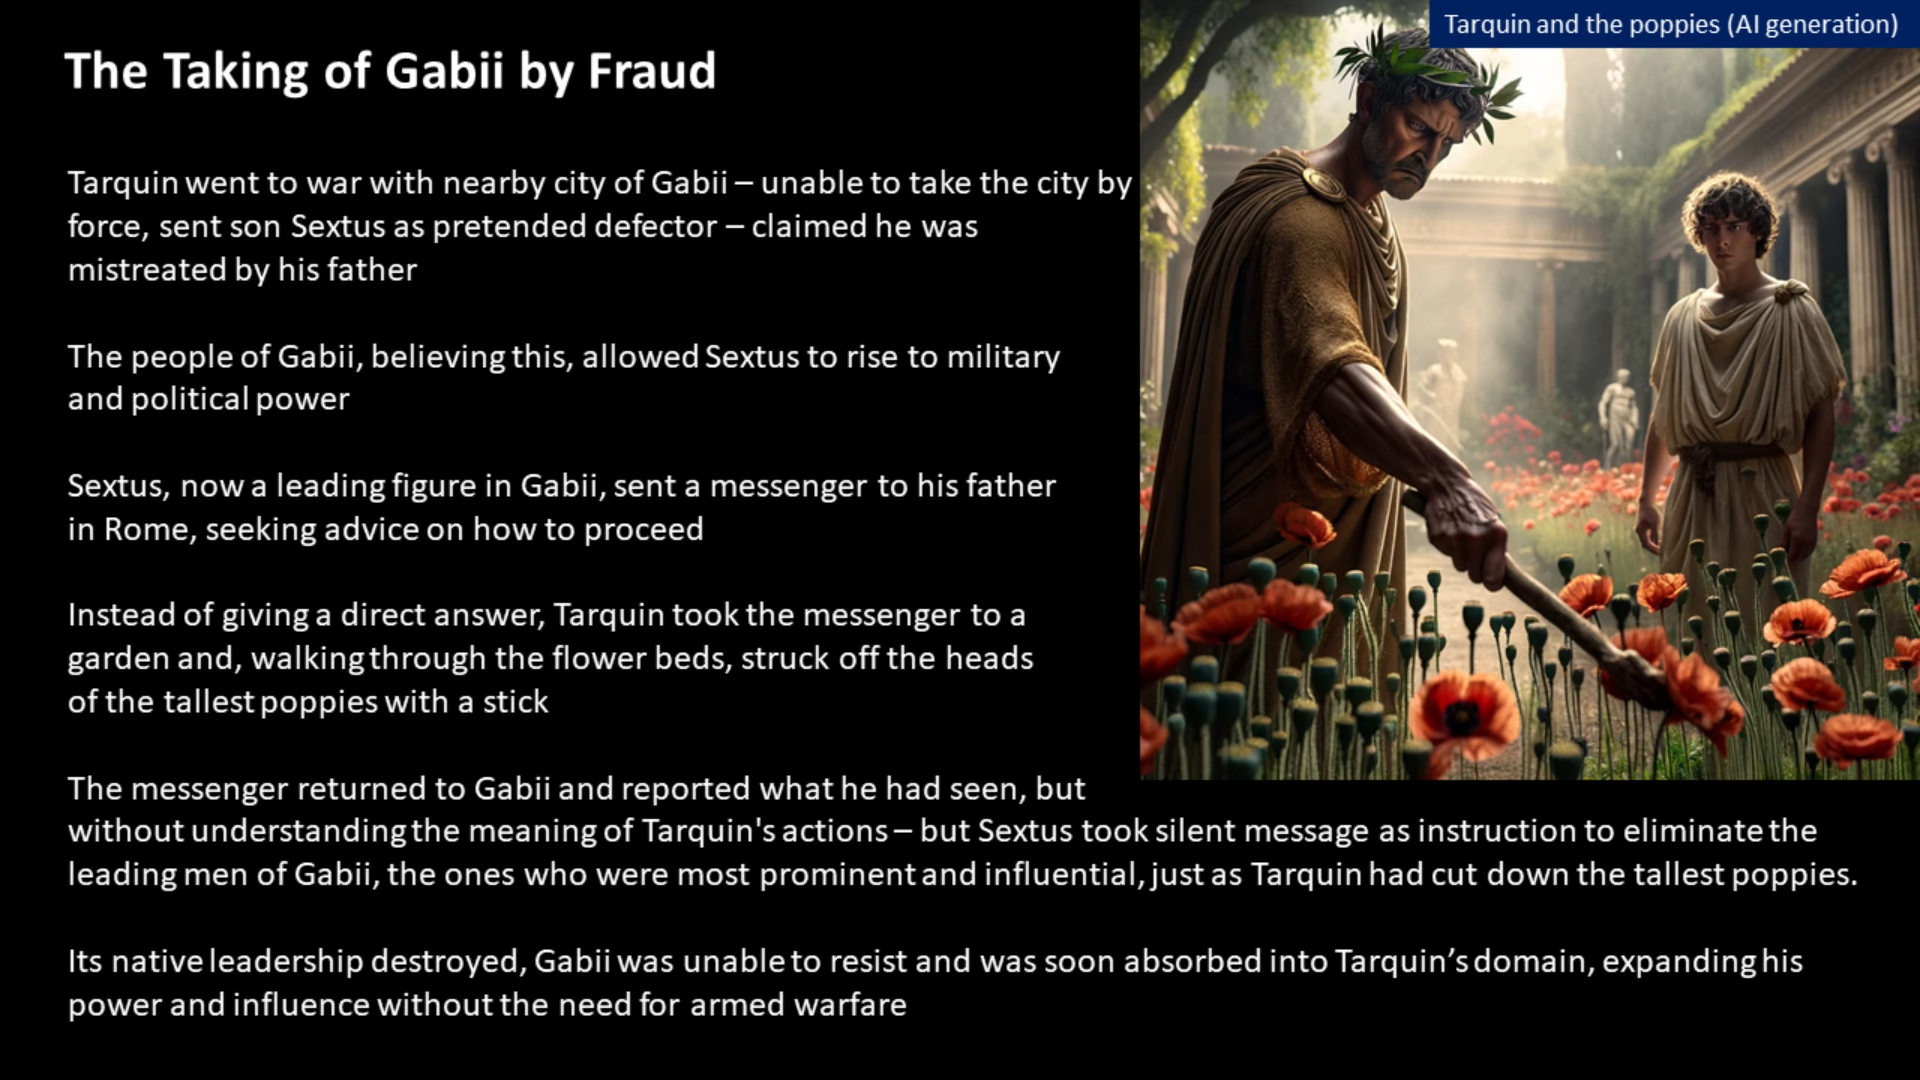 Tarquin and the poppies (AI generation)
The Taking of Gabii by Fraud
Tarquin went to war with nearby city of Gabii – unable to take the city by
force, sent son Sextus as pretended defector – claimed he was
mistreated by his father
The people of Gabii, believing this, allowed Sextus to rise to military
and political power
Sextus, now a leading figure in Gabii, sent a messenger to his father
in Rome, seeking advice on how to proceed
Instead of giving a direct answer, Tarquin took the messenger to a
garden and, walking through the flower beds, struck off the heads
of the tallest poppies with a stick
The messenger returned to Gabii and reported what he had seen, but
without understanding the meaning of Tarquin's actions – but Sextus took silent message as instruction to eliminate the
leading men of Gabii, the ones who were most prominent and influential, just as Tarquin had cut down the tallest poppies.
Its native leadership destroyed, Gabii was unable to resist and was soon absorbed into Tarquin’s domain, expanding his
power and influence without the need for armed warfare